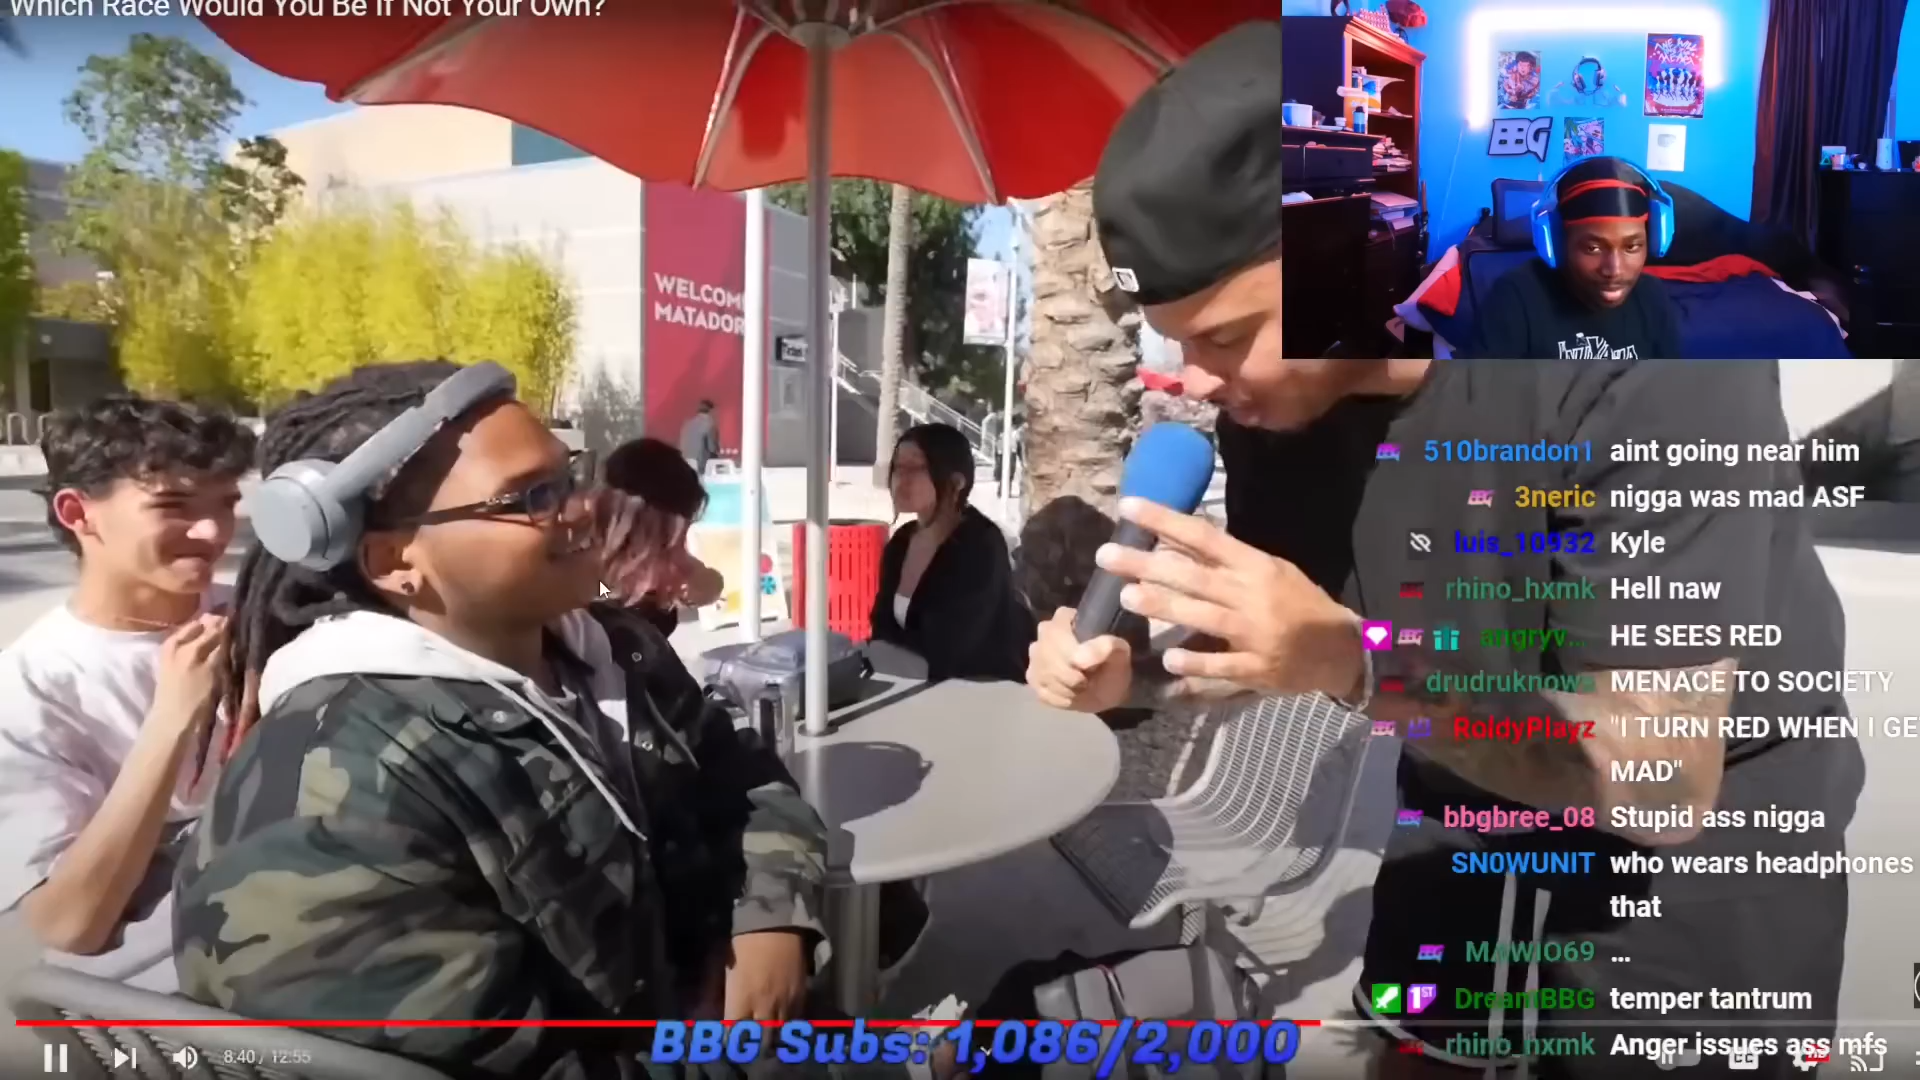 Which Race Would You Be If Not Your Own?
BBG
WELCOM
MATADOR
510brandon1 aint going near him
3neric nigga was mad ASF
luis_10932 Kyle
rhino_hxmk Hell naw
angryv... HE SEES RED
drudruknows MENACE TO SOCIETY
RoldyPlayz "I TURN RED WHEN I GE
MAD"
bbgbree_08 Stupid ass nigga
SN0WUNIT who wears headphones
that
MAWIO69 ...
DreamBBG temper tantrum
rhino_hxmk Anger issues ass mfs
BBG Subs: 1,086/2,000
8:40 / 12:55